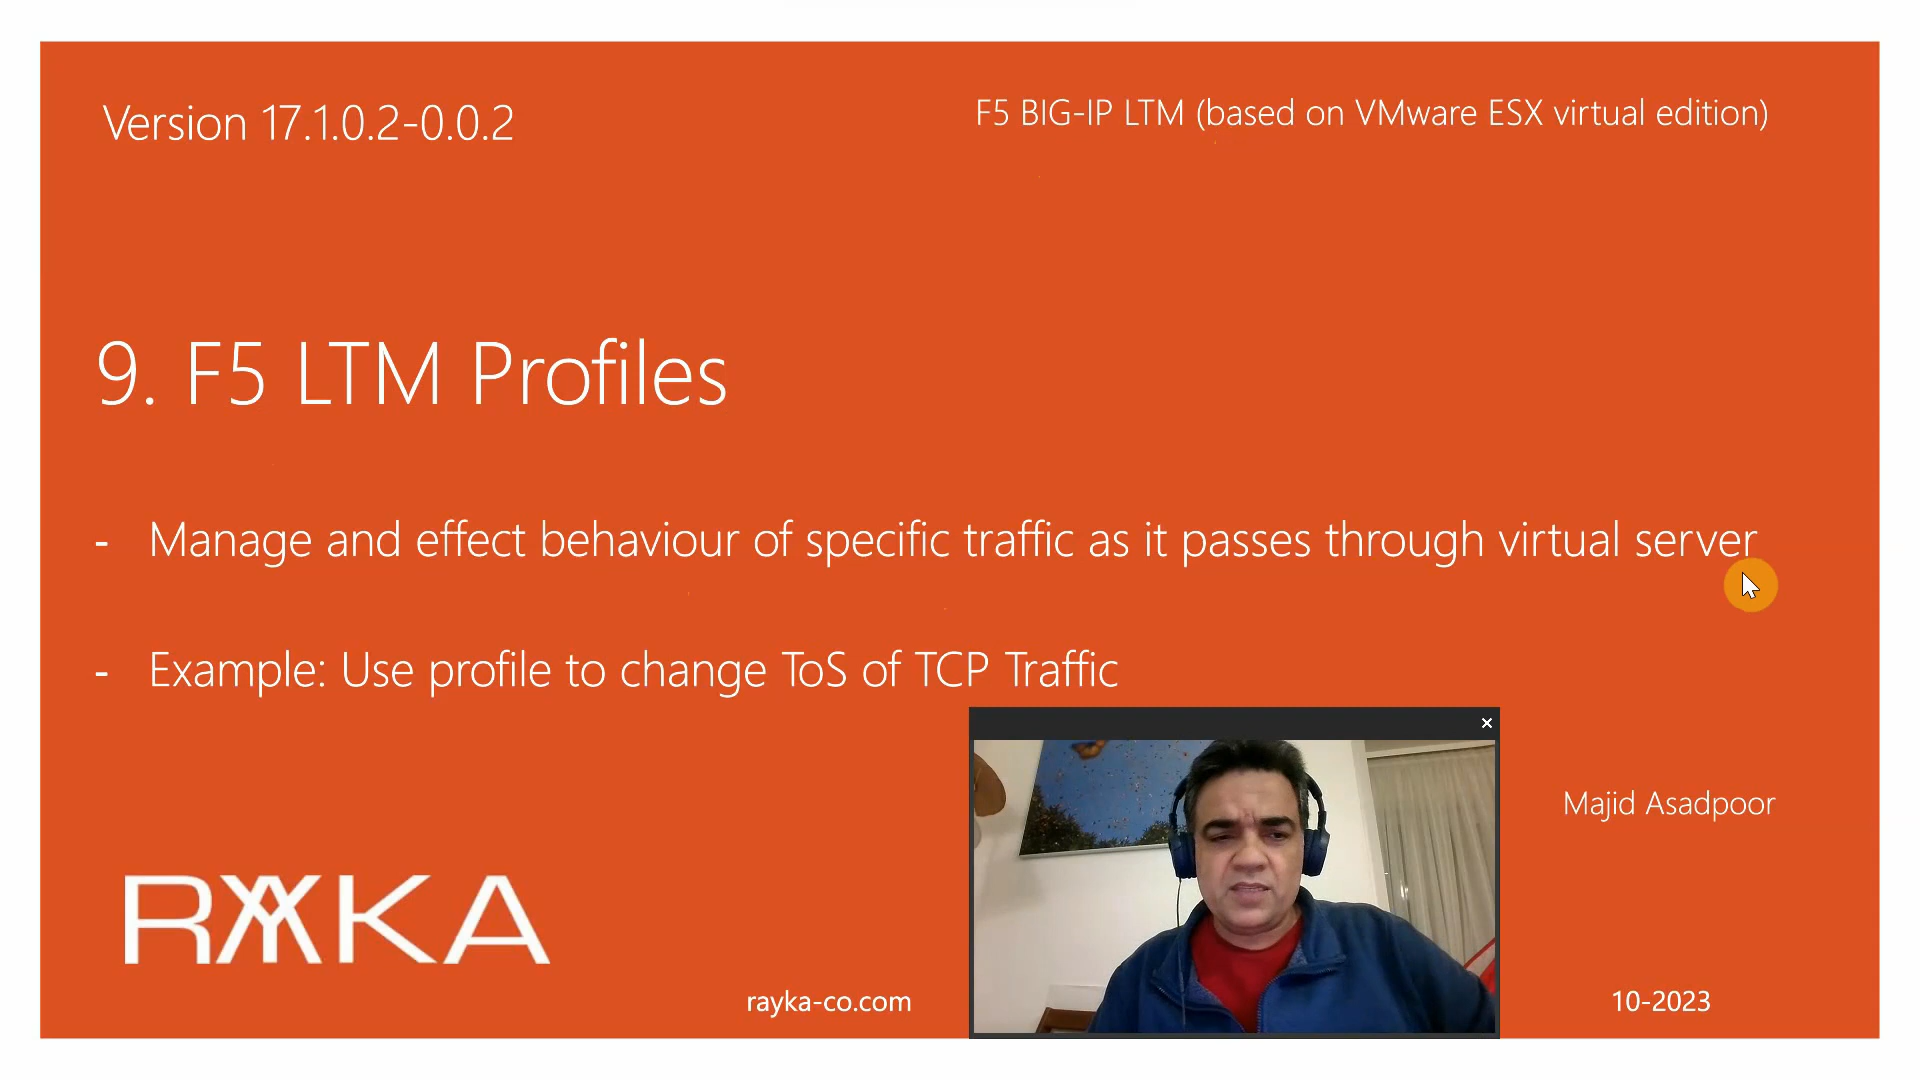 Version 17.1.0.2-0.0.2
F5 BIG-IP LTM (based on VMware ESX virtual edition)
9. F5 LTM Profiles
- Manage and effect behaviour of specific traffic as it passes through virtual server
- Example: Use profile to change ToS of TCP Traffic
Majid Asadpoor
RAYKA
rayka-co.com
10-2023